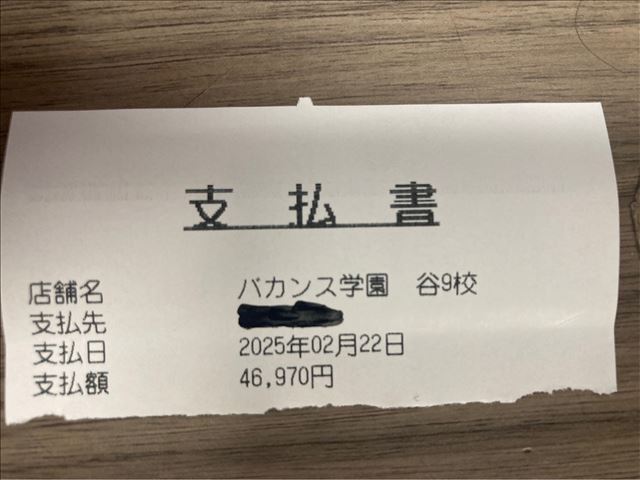 支払書
店舗名 バカンス学園 谷9校
支払先
支払日 2025年02月22日
支払額 46,970円